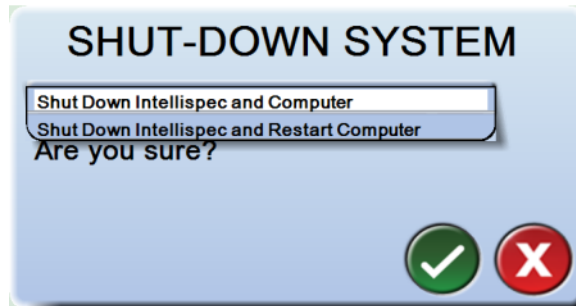 SHUT-DOWN SYSTEM
Shut Down Intellispec and Computer
Shut Down Intellispec and Restart Computer
Are you sure?